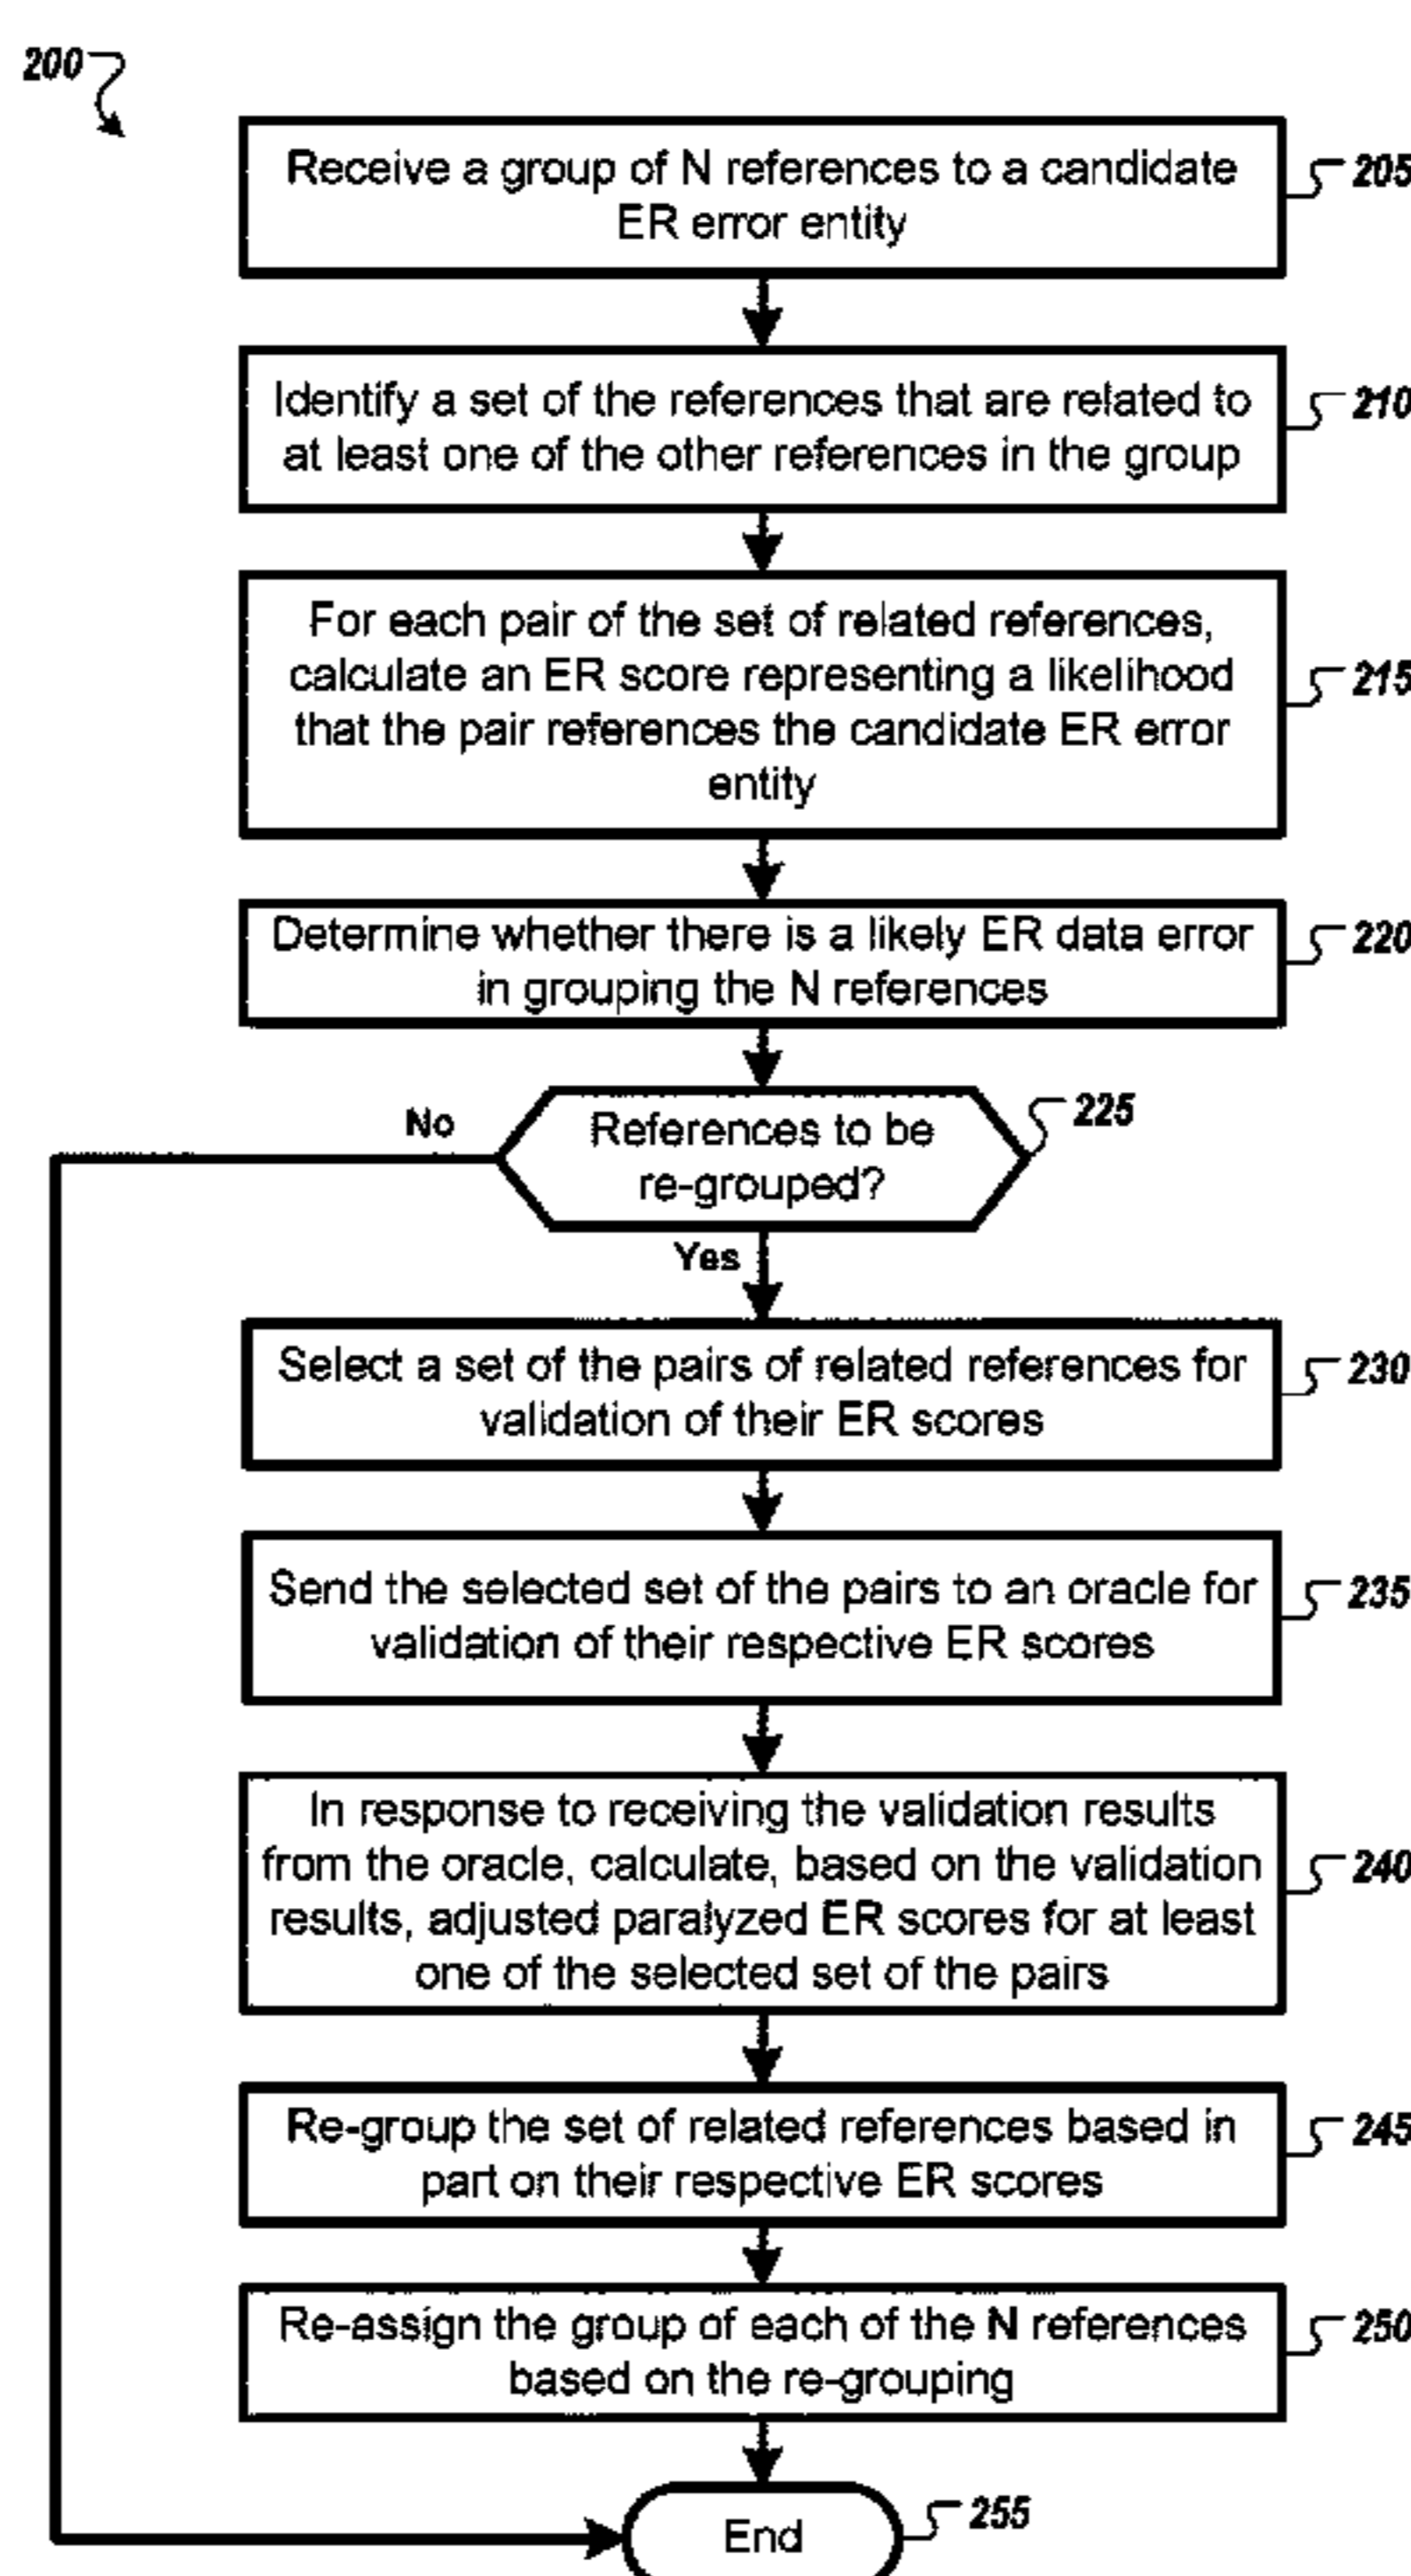 200
Receive a group of N references to a candidate
ER error entity
205
Identify a set of the references that are related to
at least one of the other references in the group
210
For each pair of the set of related references,
calculate an ER score representing a likelihood
that the pair references the candidate ER error
entity
215
Determine whether there is a likely ER data error
in grouping the N references
220
References to be
re-grouped?
225
No
Yes
Select a set of the pairs of related references for
validation of their ER scores
230
Send the selected set of the pairs to an oracle for
validation of their respective ER scores
235
In response to receiving the validation results
from the oracle, calculate, based on the validation
results, adjusted paralyzed ER scores for at least
one of the selected set of the pairs
240
Re-group the set of related references based in
part on their respective ER scores
245
Re-assign the group of each of the N references
based on the re-grouping
250
End
255